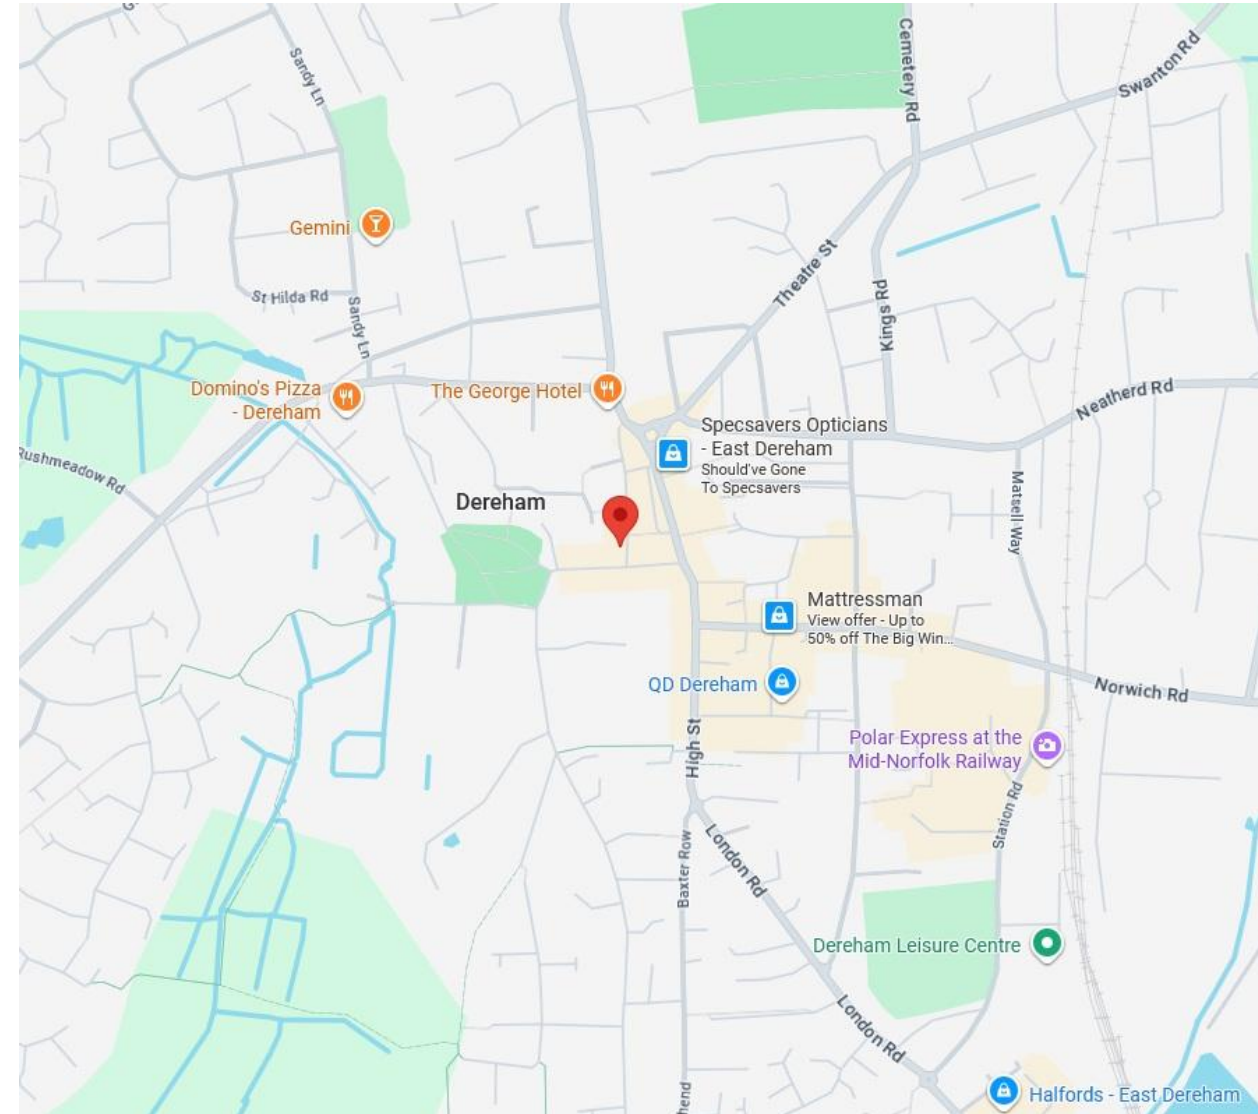 Sandy Ln
Cemetery Rd
Swanton Rd
Gemini
Theatre St
St Hilda Rd
Sandy Ln
Kings Rd
Domino's Pizza
- Dereham
The George Hotel
Neatherd Rd
Specsavers Opticians
- East Dereham
Should've Gone
To Specsavers
Rushmeadow Rd
Dereham
Matsell Way
Mattressman
View offer - Up to
50% off The Big Win...
QD Dereham
Norwich Rd
High St
Polar Express at the
Mid-Norfolk Railway
Station Rd
London Rd
Baxter Row
Dereham Leisure Centre
London Rd
Halfords - East Dereham